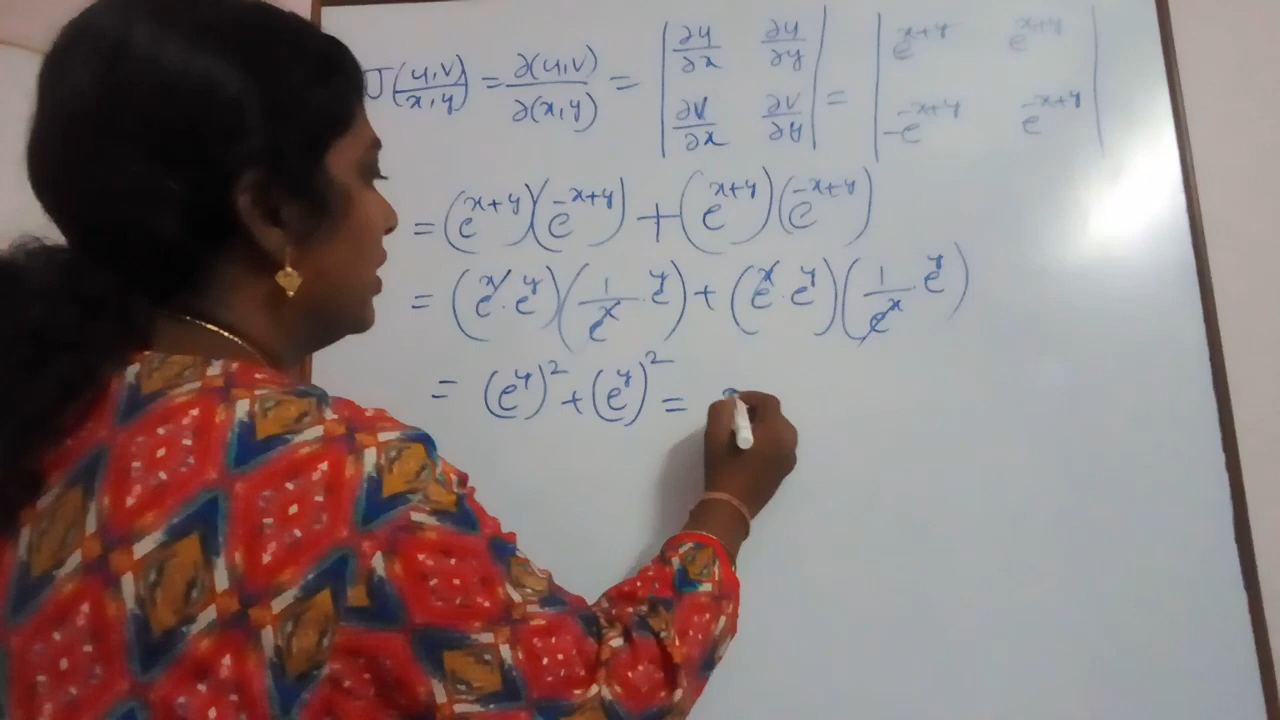 J(u,v / x,y) = ∂(u,v)/∂(x,y) = | ∂u/∂x ∂u/∂y ; ∂v/∂x ∂v/∂y | = | e^{x+y} e^{x+y} ; -e^{-x+y} e^{-x+y} |
= (e^{x+y})(e^{-x+y}) + (e^{x+y})(e^{-x+y})
= (e^x · e^y)(1/e^x · e^y) + (e^x · e^y)(1/e^x · e^y)
= (e^y)^2 + (e^y)^2 =